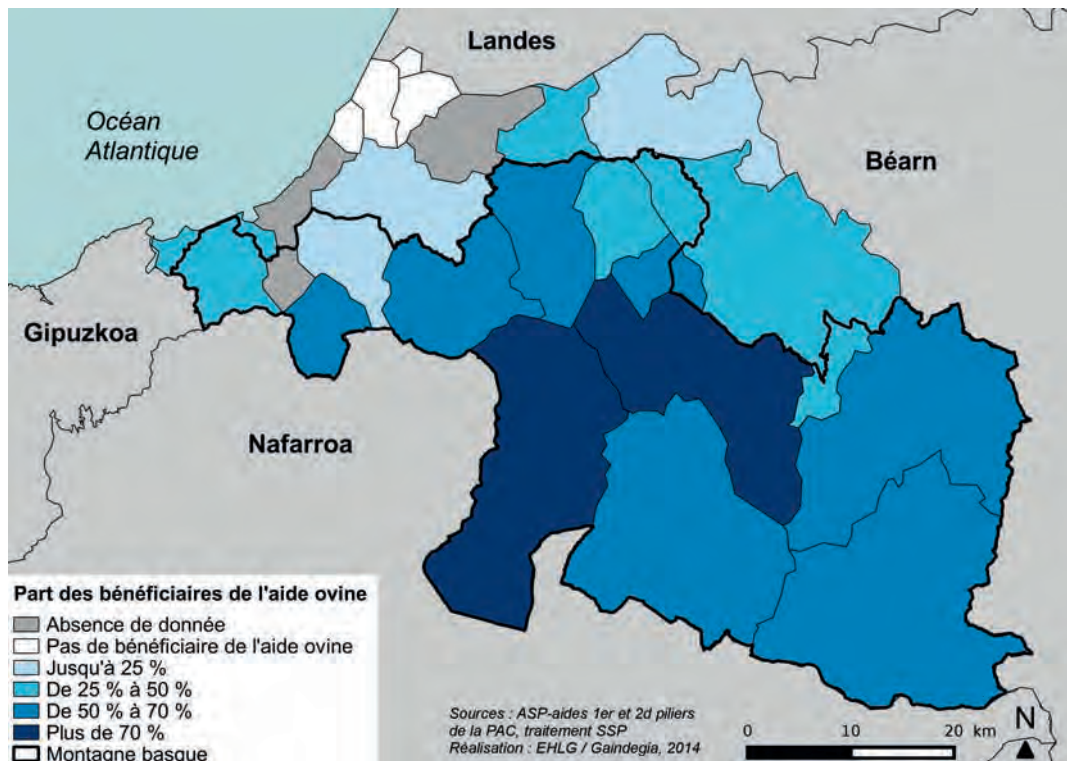 Landes
Océan
Atlantique
Béarn
Gipuzkoa
Nafarroa
Part des bénéficiaires de l'aide ovine
Absence de donnée
Pas de bénéficiaire de l'aide ovine
Jusqu'à 25 %
De 25 % à 50 %
De 50 % à 70 %
Plus de 70 %
Montagne basque
Sources : ASP-aides 1er et 2d piliers
de la PAC, traitement SSP
Réalisation : EHLG / Gaindegia, 2014
0 10 20 km
N